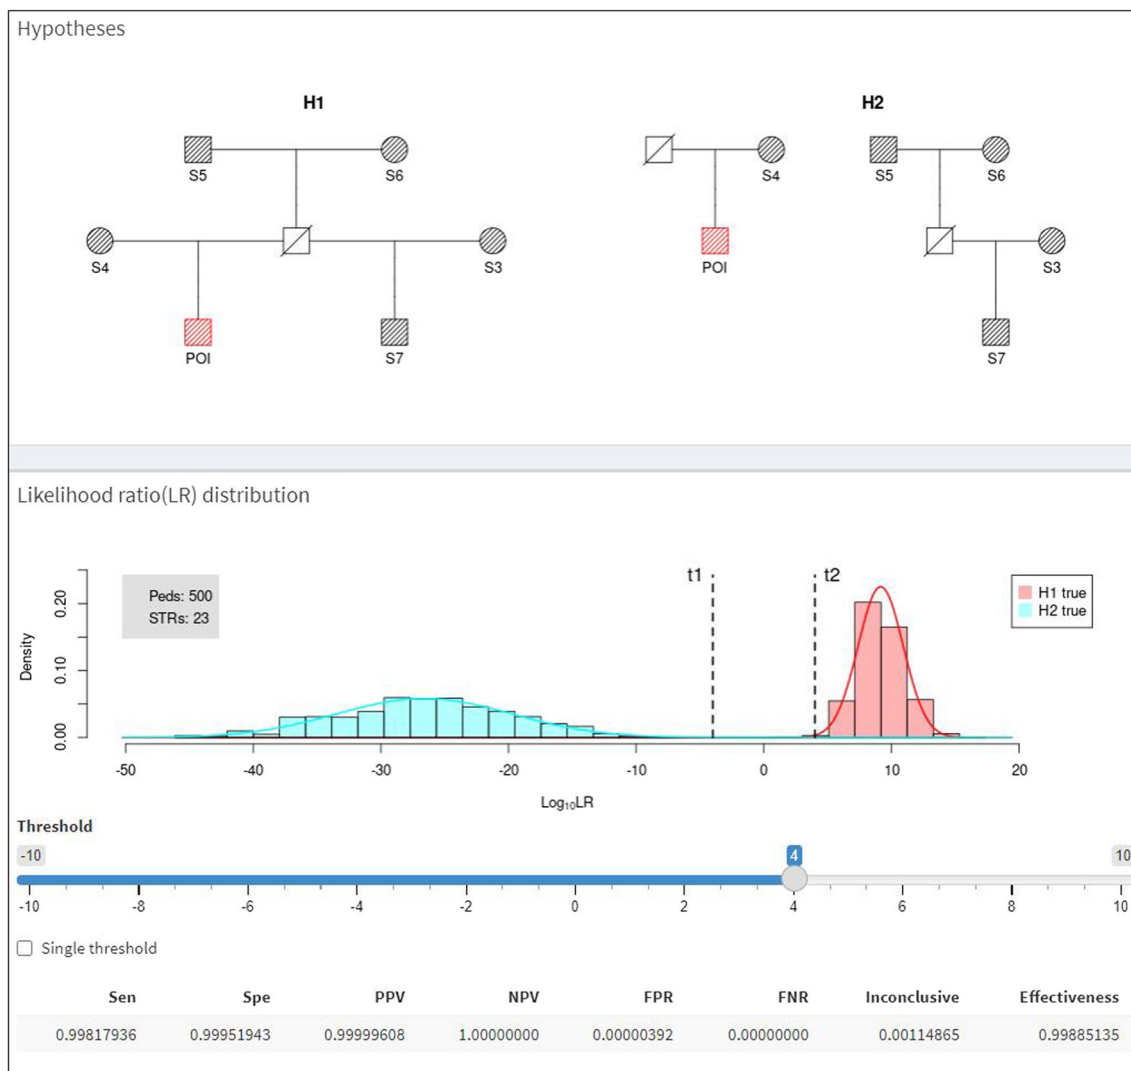 Hypotheses
H1 H2
S5 S6 S4 S5 S6
S4 S3 POI S3
POI S7 S7
Likelihood ratio(LR) distribution
t1 t2
Peds: 500
STRs: 23
H1 true
H2 true
Density
0.20
0.10
0.00
-50 -40 -30 -20 -10 0 10 20
Log₁₀LR
Threshold
-10 4 10
-10 -8 -6 -4 -2 0 2 4 6 8 10
Single threshold
Sen Spe PPV NPV FPR FNR Inconclusive Effectiveness
0.99817936 0.99951943 0.99999608 1.00000000 0.00000392 0.00000000 0.00114865 0.99885135